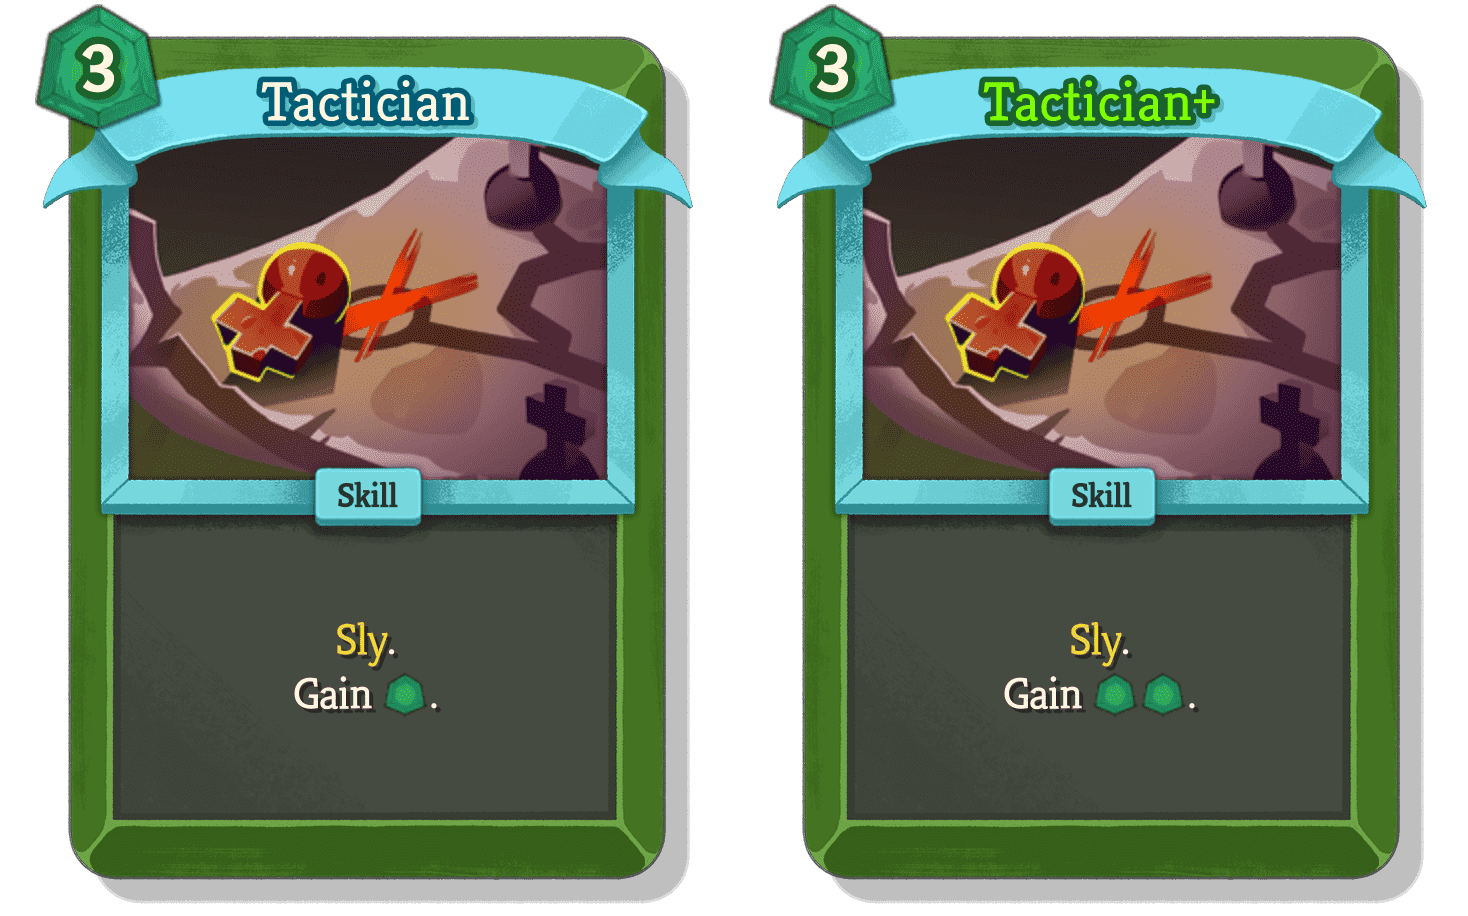 3
Tactician
Skill
Sly.
Gain .
3
Tactician+
Skill
Sly.
Gain .